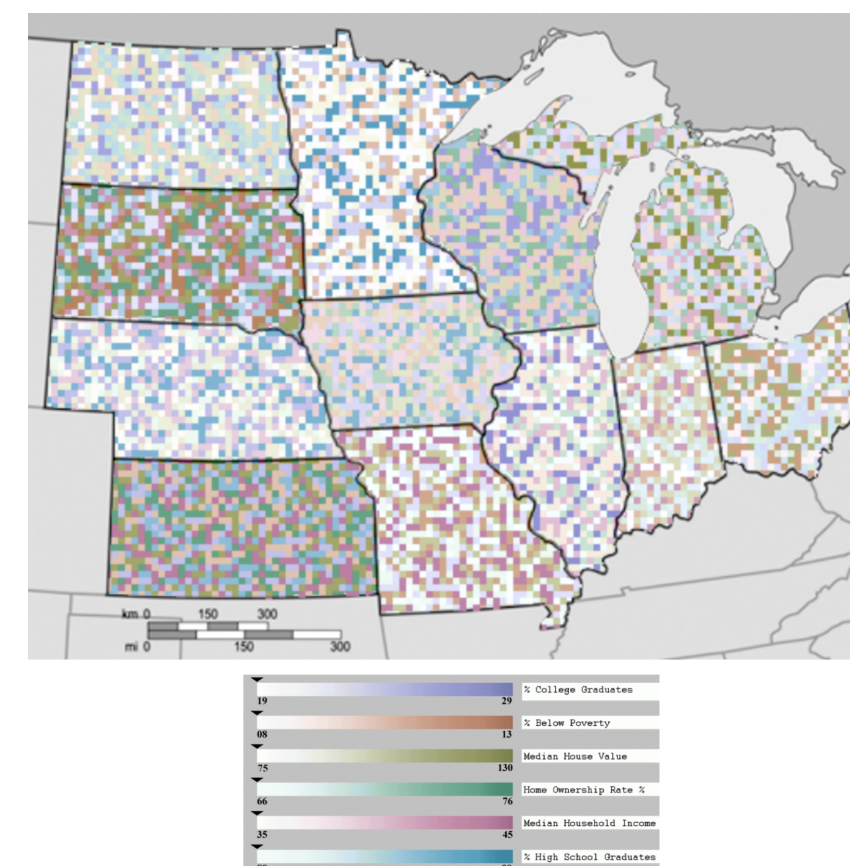 km 0 150 300
mi 0 150 300
% College Graduates
19 29
% Below Poverty
08 13
Median House Value
75 130
Home Ownership Rate %
66 76
Median Household Income
35 45
% High School Graduates